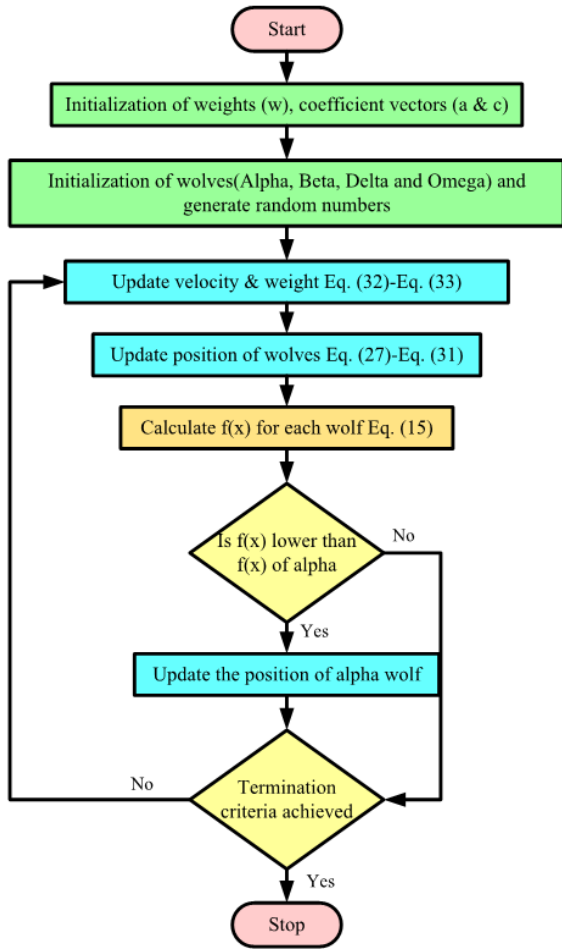 Start
Initialization of weights (w), coefficient vectors (a & c)
Initialization of wolves(Alpha, Beta, Delta and Omega) and
generate random numbers
Update velocity & weight Eq. (32)-Eq. (33)
Update position of wolves Eq. (27)-Eq. (31)
Calculate f(x) for each wolf Eq. (15)
Is f(x) lower than
f(x) of alpha
No
Yes
Update the position of alpha wolf
No
Termination
criteria achieved
Yes
Stop